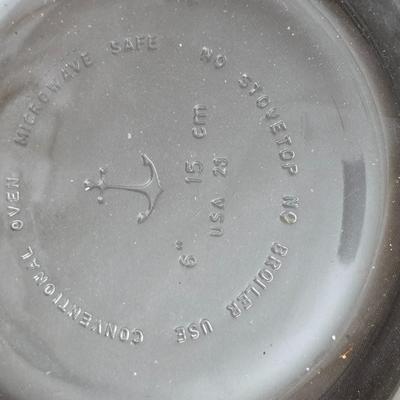 CONVENTIONAL OVEN MICROWAVE SAFE
NO STOVETOP NO BROILER USE
6" 15 cm
USA 23